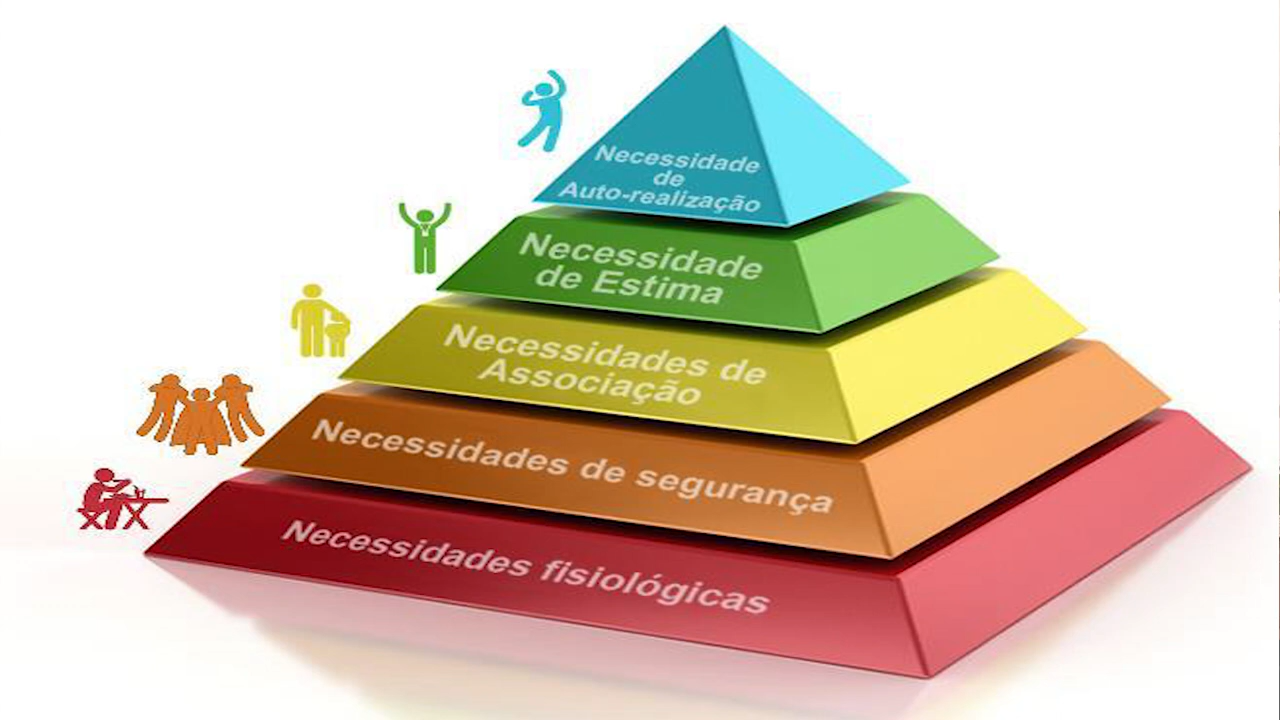 Necessidade
de
Auto-realização
Necessidade
de Estima
Necessidades de
Associação
Necessidades de segurança
Necessidades fisiológicas